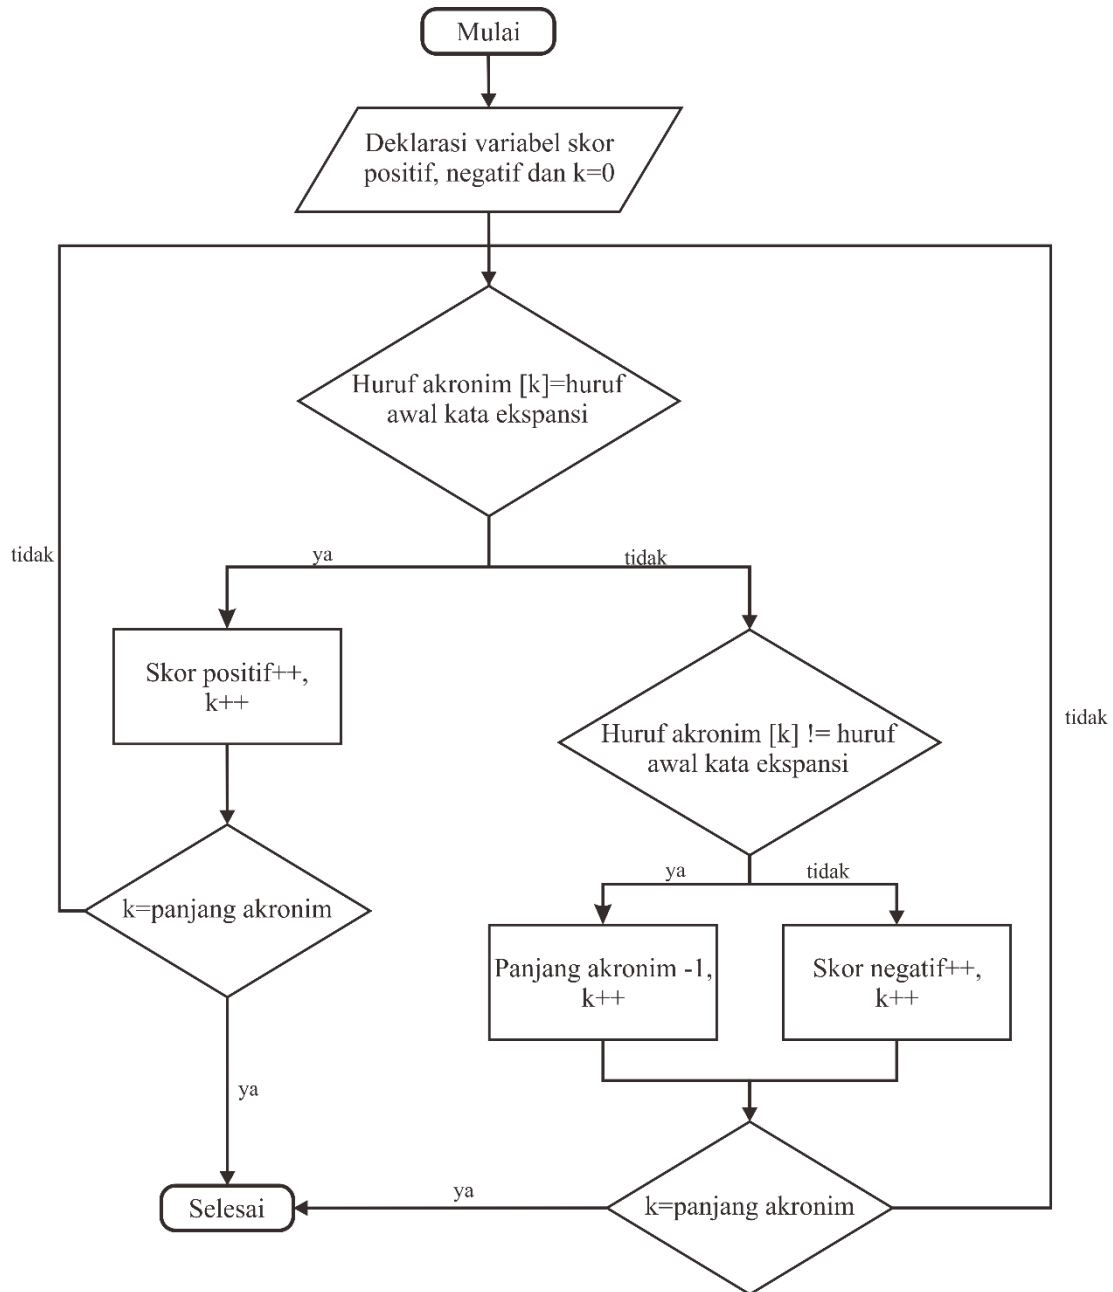 Mulai
Deklarasi variabel skor
positif, negatif dan k=0
Huruf akronim [k]=huruf
awal kata ekspansi
tidak
ya
tidak
Skor positif++,
k++
Huruf akronim [k] != huruf
awal kata ekspansi
tidak
k=panjang akronim
ya
tidak
Panjang akronim -1,
k++
Skor negatif++,
k++
ya
Selesai
ya
k=panjang akronim